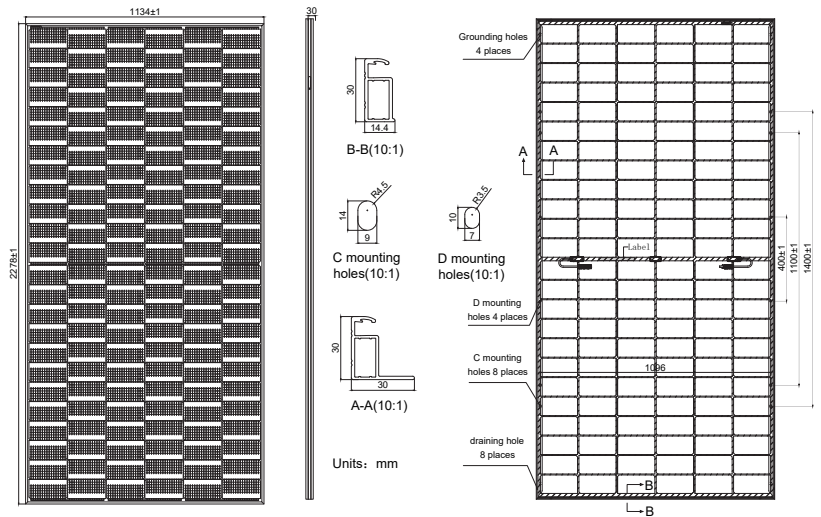 1134±1
30
2278±1
30
14.4
B-B(10:1)
R4.5
14
9
C mounting
holes(10:1)
R3.5
10
7
D mounting
holes(10:1)
30
30
A-A(10:1)
Units: mm
Grounding holes
4 places
A
A
Label
D mounting
holes 4 places
C mounting
holes 8 places
1096
draining hole
8 places
B
B
400±1
1100±1
1400±1